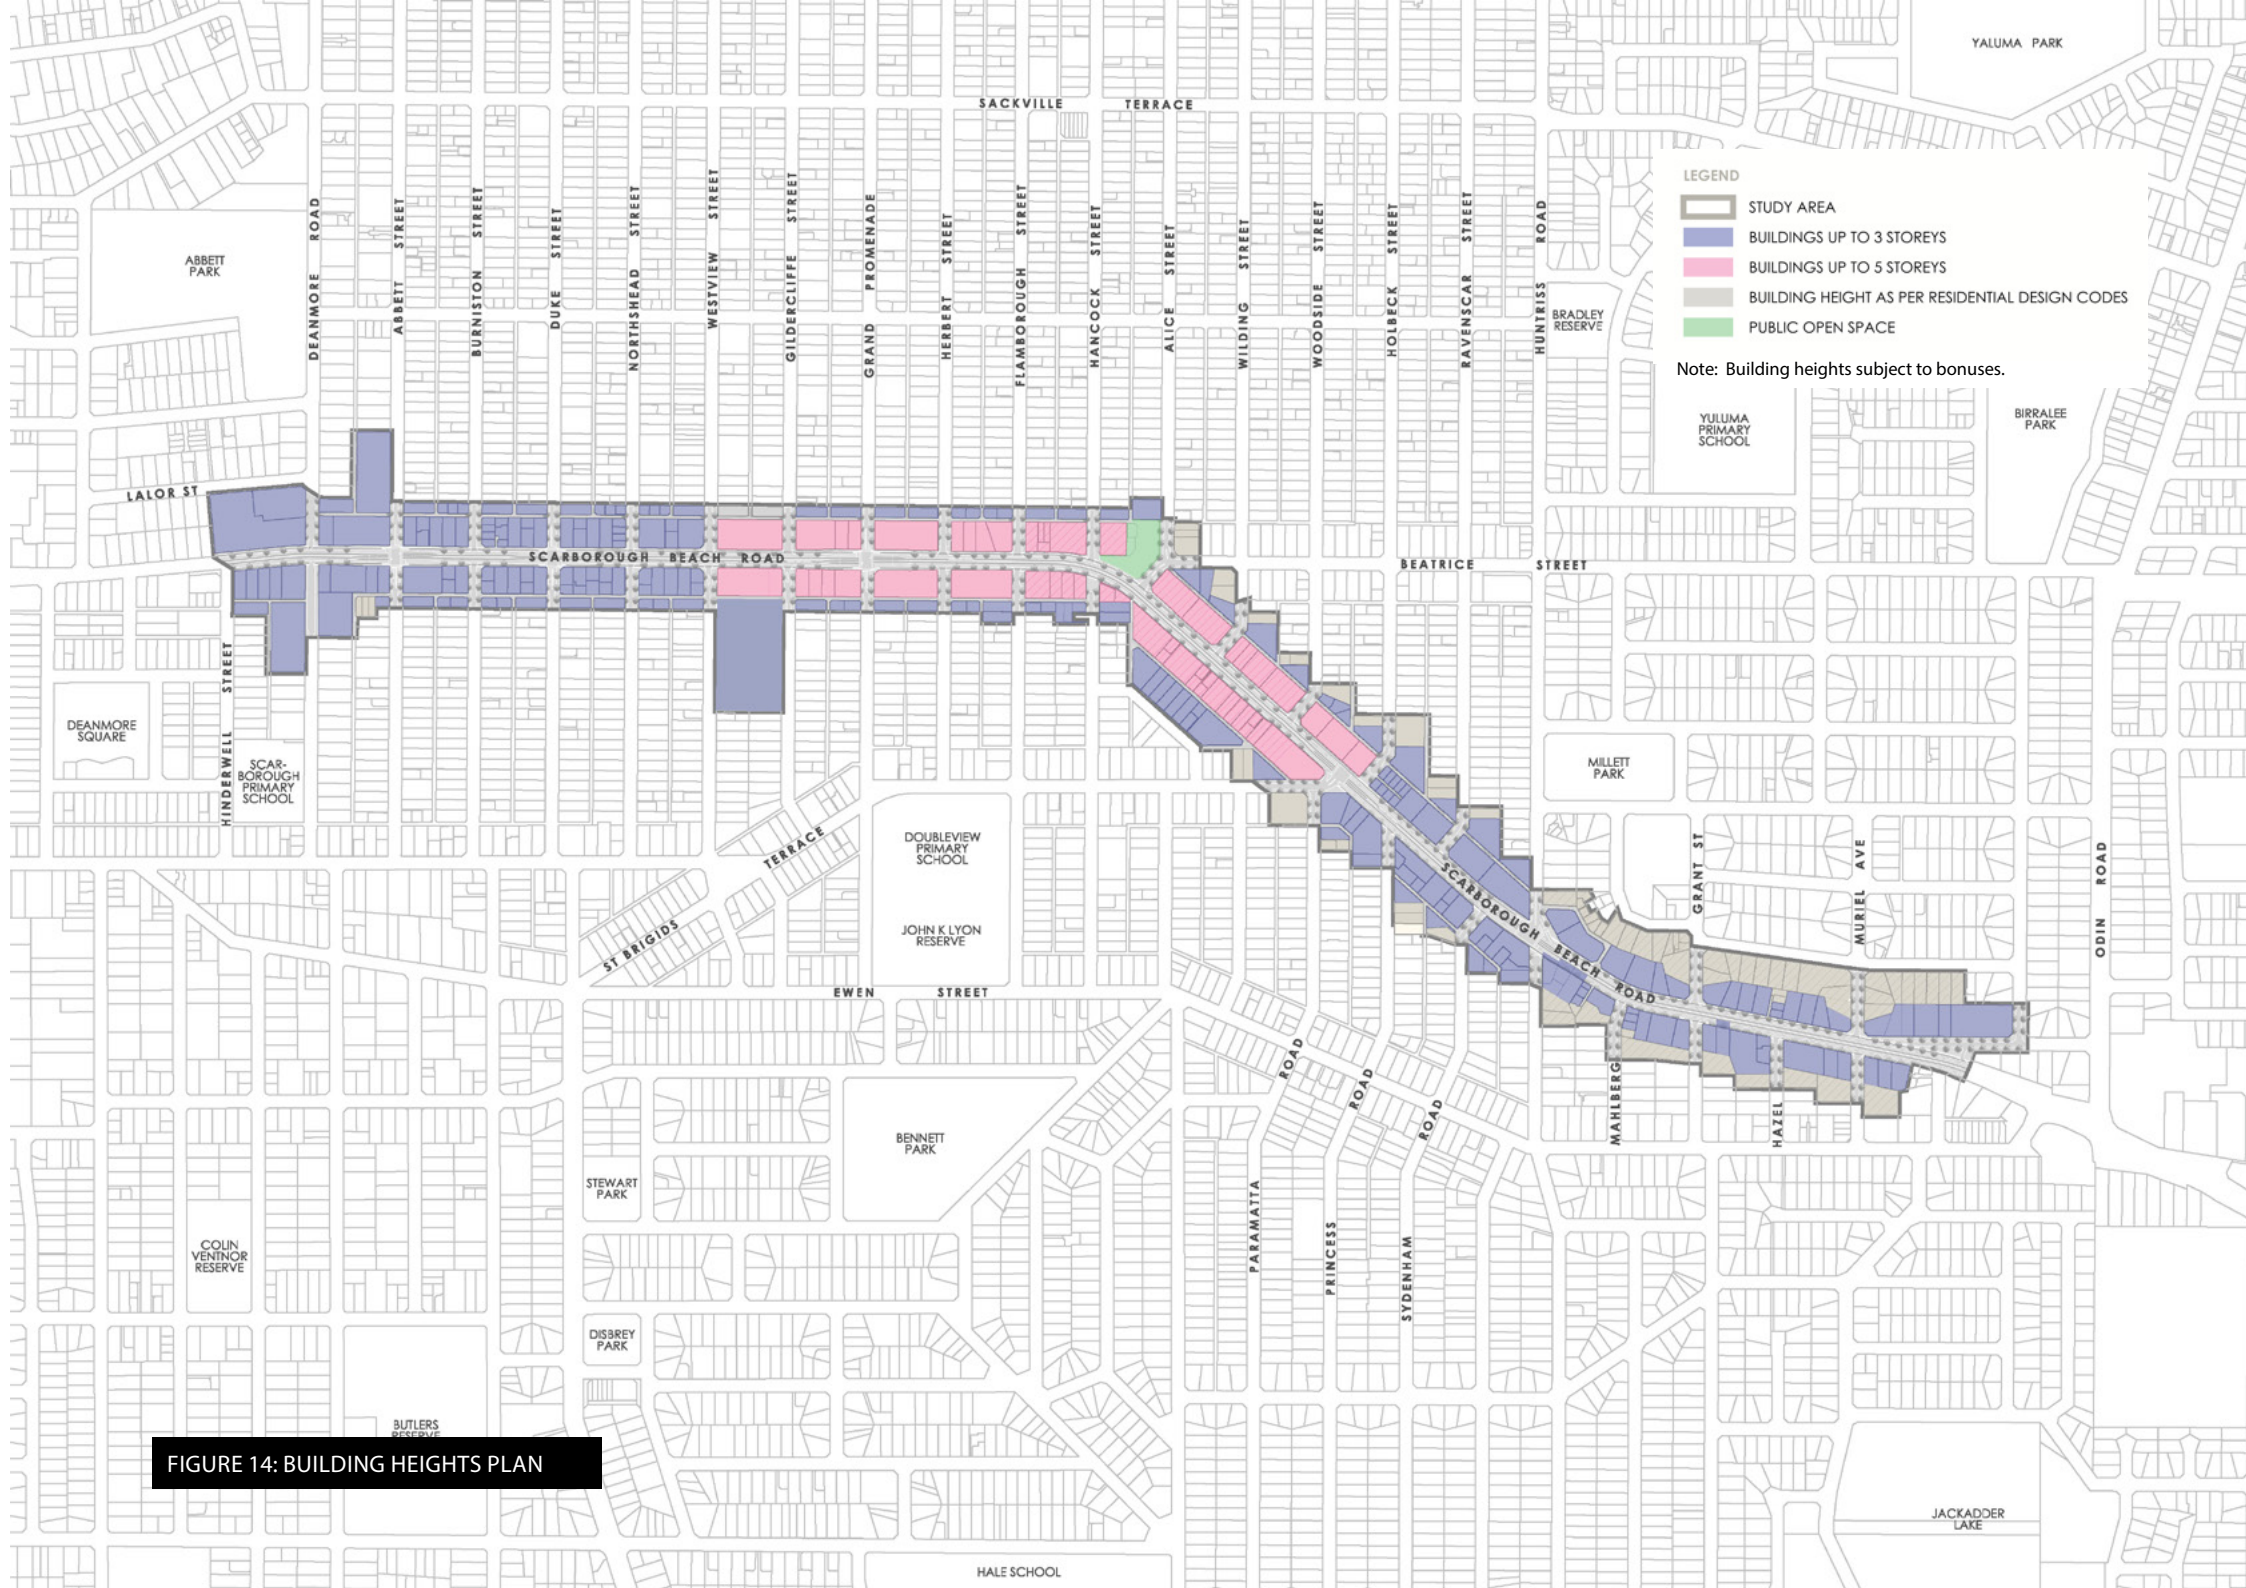 YALUMA PARK
SACKVILLE TERRACE
LEGEND
STUDY AREA
BUILDINGS UP TO 3 STOREYS
BUILDINGS UP TO 5 STOREYS
BUILDING HEIGHT AS PER RESIDENTIAL DESIGN CODES
PUBLIC OPEN SPACE
Note: Building heights subject to bonuses.
DEANMORE ROAD
ABBETT STREET
BURNISTON STREET
DUKE STREET
NORTHSHEAD STREET
WESTVIEW STREET
GILDERCLIFFE STREET
GRAND PROMENADE
HERBERT STREET
FLAMBOROUGH STREET
HANCOCK STREET
ALICE STREET
WILDING STREET
WOODSIDE STREET
HOLBECK STREET
RAVENSCAR STREET
HUNTRISS ROAD
ABBETT
PARK
BRADLEY
RESERVE
YULUMA
PRIMARY
SCHOOL
BIRRALEE
PARK
LALOR ST
SCARBOROUGH BEACH ROAD
BEATRICE STREET
HINDERWELL STREET
DEANMORE
SQUARE
SCAR-
BOROUGH
PRIMARY
SCHOOL
MILLETT
PARK
ST BRIGIDS TERRACE
DOUBLEVIEW
PRIMARY
SCHOOL
JOHN K LYON
RESERVE
SCARBOROUGH BEACH ROAD
GRANT ST
MURIEL AVE
ODIN ROAD
EWEN STREET
MAHLBERG
HAZEL
PARAMATTA ROAD
PRINCESS ROAD
SYDENHAM ROAD
BENNETT
PARK
STEWART
PARK
COLIN
VENTNOR
RESERVE
DISBREY
PARK
BUTLERS
RESERVE
FIGURE 14: BUILDING HEIGHTS PLAN
JACKADDER
LAKE
HALE SCHOOL